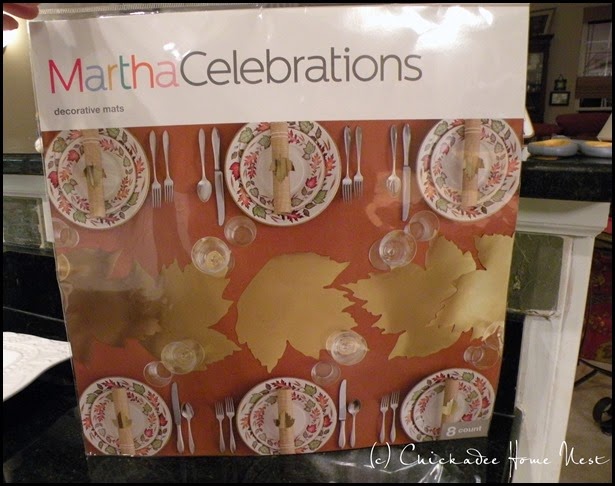 MarthaCelebrations
decorative mats
8 count
(c) Chickadee Home Nest